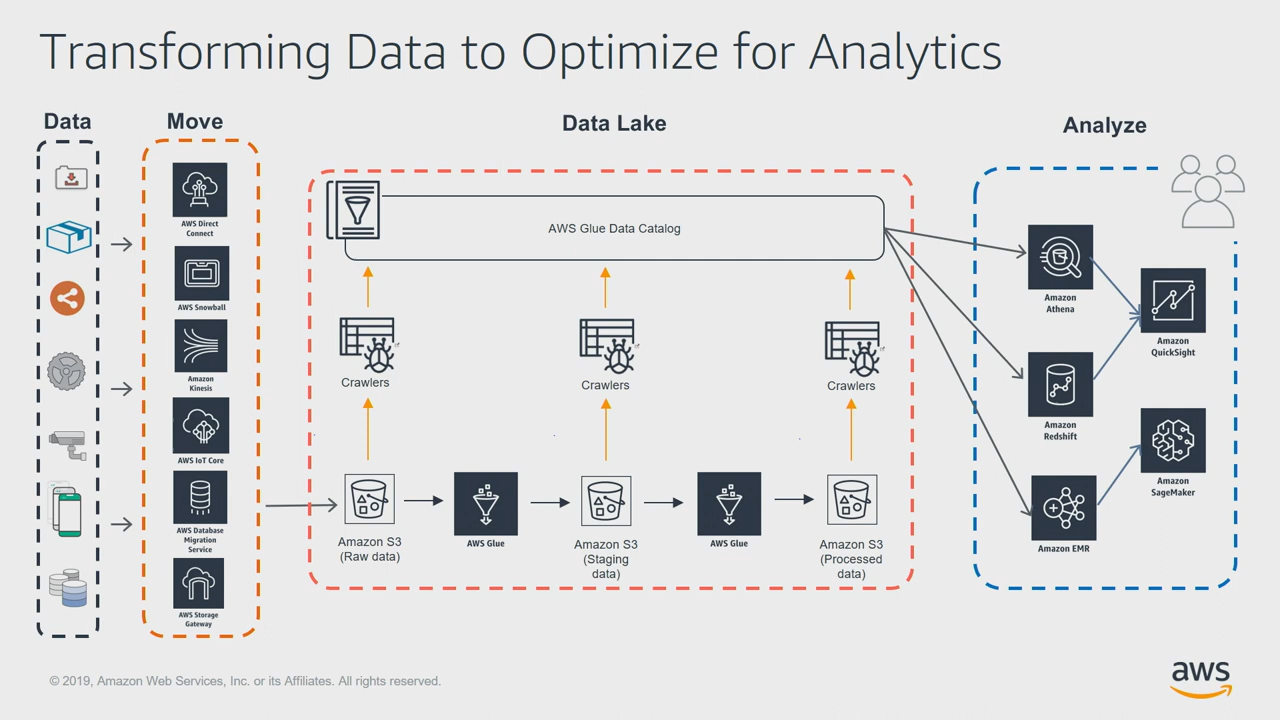 Transforming Data to Optimize for Analytics
Data
Move
Data Lake
Analyze
AWS Direct
Connect
AWS Snowball
Amazon
Kinesis
AWS IoT Core
AWS Database
Migration
Service
AWS Storage
Gateway
AWS Glue Data Catalog
Crawlers
Crawlers
Crawlers
Amazon S3
(Raw data)
AWS Glue
Amazon S3
(Staging
data)
AWS Glue
Amazon S3
(Processed
data)
Amazon
Athena
Amazon
Redshift
Amazon EMR
Amazon
QuickSight
Amazon
SageMaker
© 2019, Amazon Web Services, Inc. or its Affiliates. All rights reserved.
aws